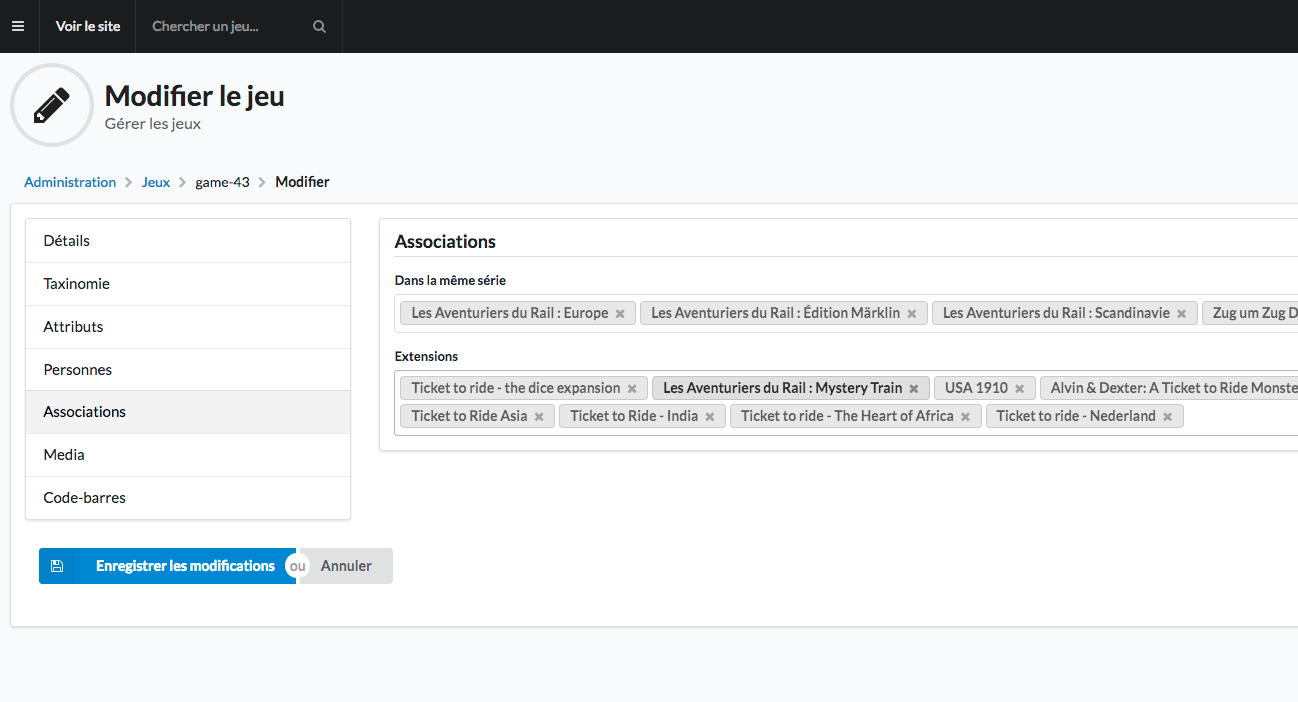 Voir le site Chercher un jeu...
Modifier le jeu
Gérer les jeux
Administration Jeux game-43 Modifier
Détails
Taxinomie
Attributs
Personnes
Associations
Media
Code-barres
Associations
Dans la même série
Les Aventuriers du Rail : Europe Les Aventuriers du Rail : Édition Märklin Les Aventuriers du Rail : Scandinavie Zug um Zug D
Extensions
Ticket to ride - the dice expansion Les Aventuriers du Rail : Mystery Train USA 1910 Alvin & Dexter: A Ticket to Ride Monste
Ticket to Ride Asia Ticket to Ride - India Ticket to ride - The Heart of Africa Ticket to ride - Nederland
Enregistrer les modifications ou Annuler